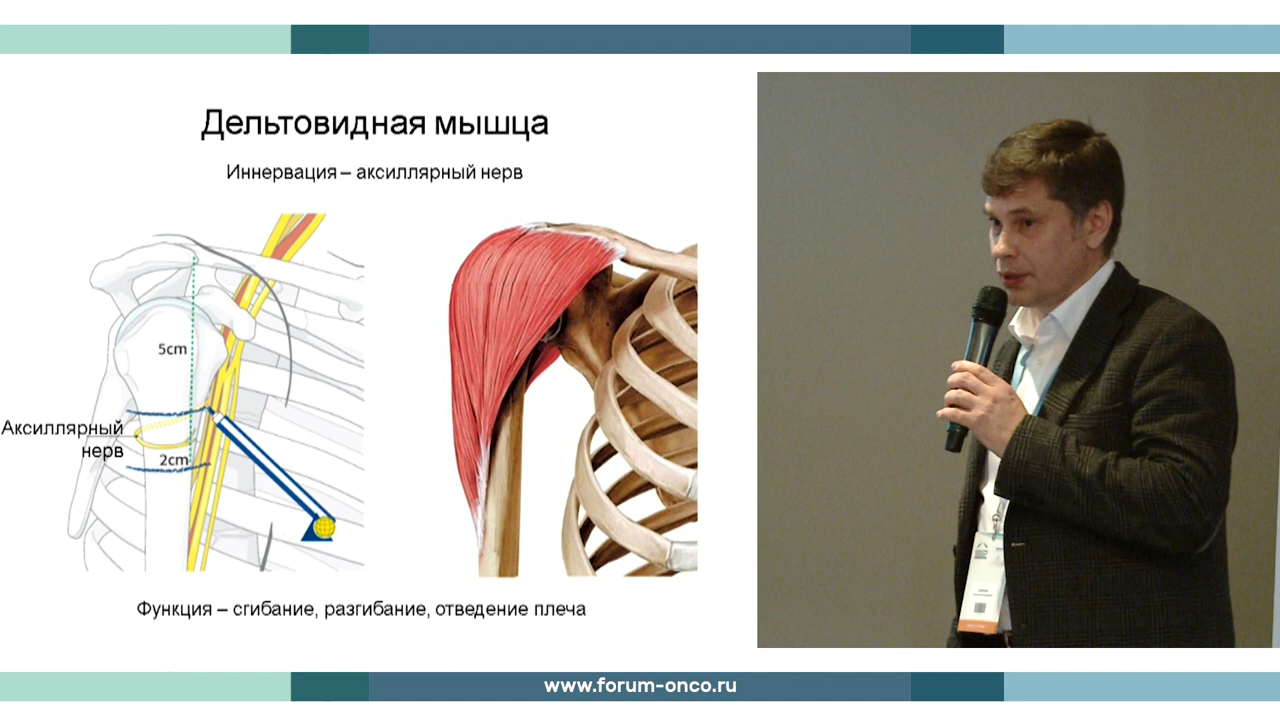 Дельтовидная мышца
Иннервация – аксиллярный нерв
5cm
Аксиллярный
нерв
2cm
Функция – сгибание, разгибание, отведение плеча
www.forum-onco.ru